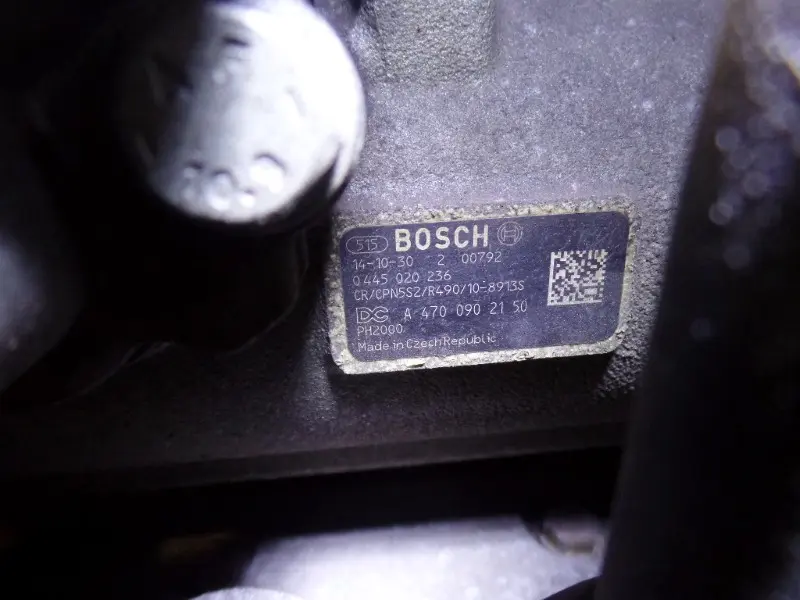 515 BOSCH
14-10-30 2 00792
0 445 020 236
CR/CPN5S2/R490/10-8913S
DC A 470 090 21 50
PH2000
Made in Czech Republic